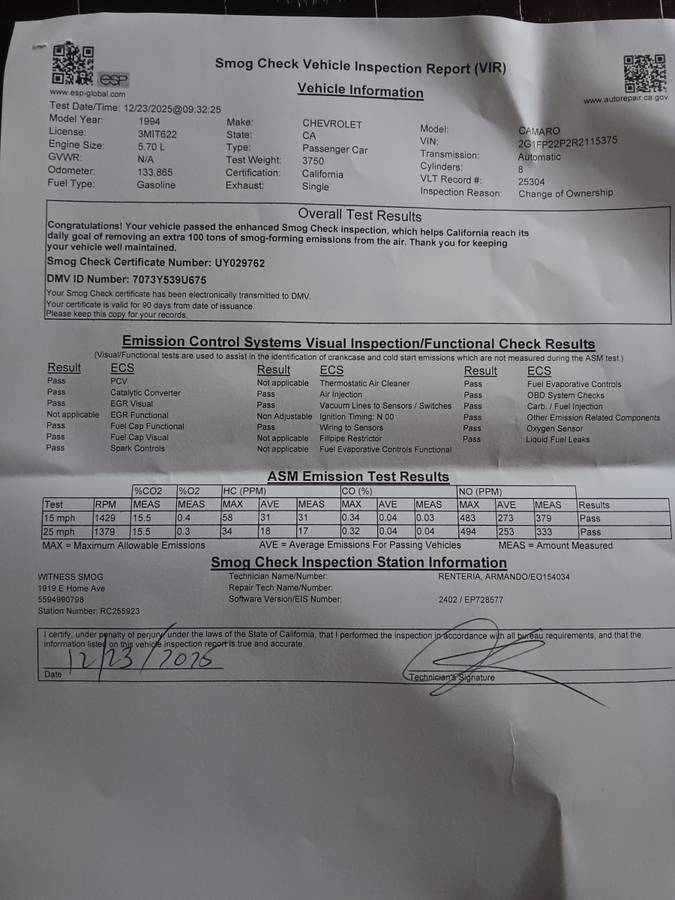 esp
www.esp-global.com
Smog Check Vehicle Inspection Report (VIR)
Vehicle Information
www.autorepair.ca.gov
Test Date/Time: 12/23/2025@09:32:25
Model Year: 1994 Make: CHEVROLET Model: CAMARO
License: 3MIT622 State: CA VIN: 2G1FP22P2R2115375
Engine Size: 5.70 L Type: Passenger Car Transmission: Automatic
GVWR: N/A Test Weight: 3750 Cylinders: 8
Odometer: 133,865 Certification: California VLT Record #: 25304
Fuel Type: Gasoline Exhaust: Single Inspection Reason: Change of Ownership
Overall Test Results
Congratulations! Your vehicle passed the enhanced Smog Check inspection, which helps California reach its
daily goal of removing an extra 100 tons of smog-forming emissions from the air. Thank you for keeping
your vehicle well maintained.
Smog Check Certificate Number: UY029762
DMV ID Number: 7073Y539U675
Your Smog Check certificate has been electronically transmitted to DMV.
Your certificate is valid for 90 days from date of issuance.
Please keep this copy for your records.
Emission Control Systems Visual Inspection/Functional Check Results
(Visual/Functional tests are used to assist in the identification of crankcase and cold start emissions which are not measured during the ASM test.)
Result ECS Result ECS Result ECS
Pass PCV Not applicable Thermostatic Air Cleaner Pass Fuel Evaporative Controls
Pass Catalytic Converter Pass Air Injection Pass OBD System Checks
Pass EGR Visual Pass Vacuum Lines to Sensors / Switches Pass Carb. / Fuel Injection
Not applicable EGR Functional Non Adjustable Ignition Timing: N 00 Pass Other Emission Related Components
Pass Fuel Cap Functional Pass Wiring to Sensors Pass Oxygen Sensor
Pass Fuel Cap Visual Not applicable Fillpipe Restrictor Pass Liquid Fuel Leaks
Pass Spark Controls Not applicable Fuel Evaporative Controls Functional
ASM Emission Test Results
%CO2 %O2 HC (PPM) CO (%) NO (PPM)
Test RPM MEAS MEAS MAX AVE MEAS MAX AVE MEAS MAX AVE MEAS Results
15 mph 1429 15.5 0.4 58 31 31 0.34 0.04 0.03 483 273 379 Pass
25 mph 1379 15.5 0.3 34 18 17 0.32 0.04 0.04 494 253 333 Pass
MAX = Maximum Allowable Emissions AVE = Average Emissions For Passing Vehicles MEAS = Amount Measured
Smog Check Inspection Station Information
WITNESS SMOG Technician Name/Number: RENTERIA, ARMANDO/EO154034
1919 E Home Ave Repair Tech Name/Number:
5594990798 Software Version/EIS Number: 2402 / EP728577
Station Number: RC255923
I certify, under penalty of perjury under the laws of the State of California, that I performed the inspection in accordance with all bureau requirements, and that the
information listed on this vehicle inspection report is true and accurate.
12/23/2025
Date Technician's Signature